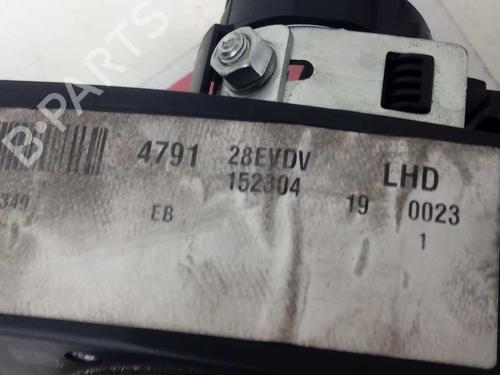 B-PARTS
4791 28EVDV LHD
152304 19 0023
349 EB 1